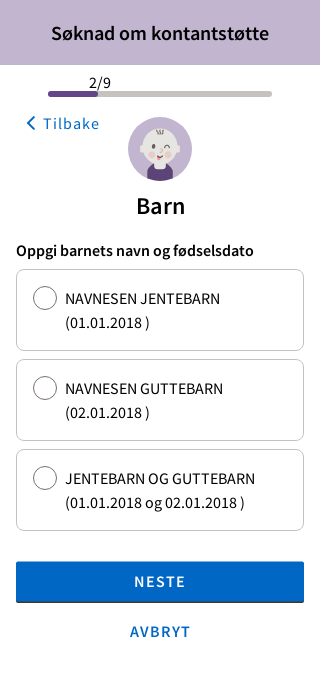 Søknad om kontantstøtte
2/9
Tilbake
Barn
Oppgi barnets navn og fødselsdato
NAVNESEN JENTEBARN
(01.01.2018 )
NAVNESEN GUTTEBARN
(02.01.2018 )
JENTEBARN OG GUTTEBARN
(01.01.2018 og 02.01.2018 )
NESTE
AVBRYT